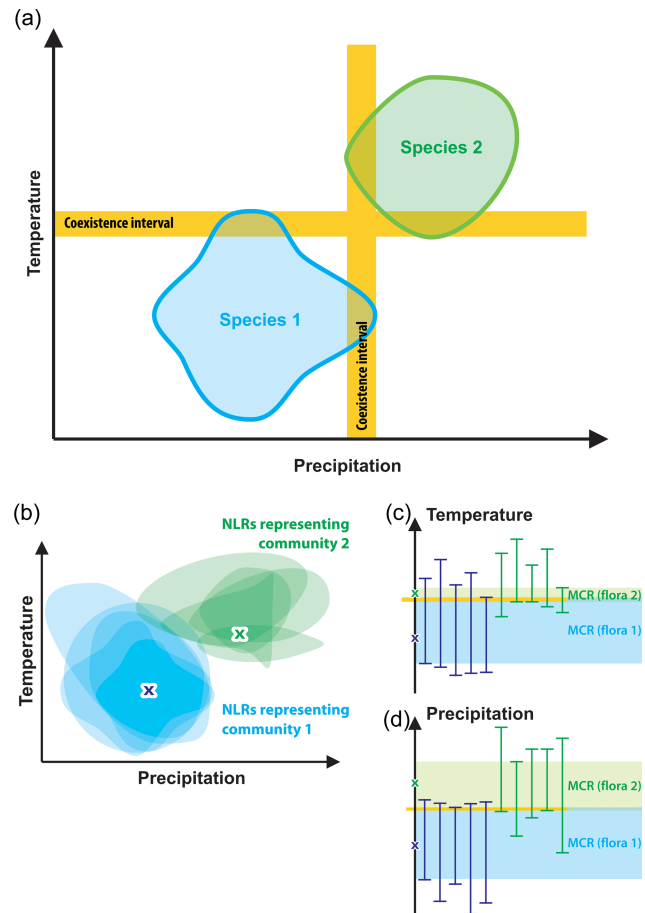 (a)
Temperature
Coexistence interval
Species 2
Species 1
Coexistence interval
Precipitation
(b)
NLRs representing
community 2
Temperature
x
x
NLRs representing
community 1
Precipitation
(c)
Temperature
x
MCR (flora 2)
x
MCR (flora 1)
(d)
Precipitation
x
MCR (flora 2)
x
MCR (flora 1)